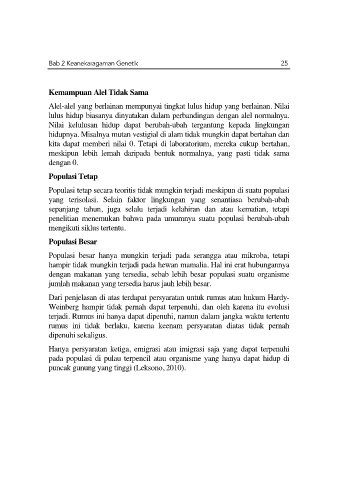 Bab 2 Keanekaragaman Genetik 25
Kemampuan Alel Tidak Sama
Alel-alel yang berlainan mempunyai tingkat lulus hidup yang berlainan. Nilai
lulus hidup biasanya dinyatakan dalam perbandingan dengan alel normalnya.
Nilai kelulusan hidup dapat berubah-ubah tergantung kepada lingkungan
hidupnya. Misalnya mutan vestigial di alam tidak mungkin dapat bertahan dan
kita dapat memberi nilai 0. Tetapi di laboratorium, mereka cukup bertahan,
meskipun lebih lemah daripada bentuk normalnya, yang pasti tidak sama
dengan 0.
Populasi Tetap
Populasi tetap secara teoritis tidak mungkin terjadi meskipun di suatu populasi
yang terisolasi. Selain faktor lingkungan yang senantiasa berubah-ubah
sepanjang tahun, juga selalu terjadi kelahiran dan atau kematian, tetapi
penelitian menemukan bahwa pada umumnya suatu populasi berubah-ubah
mengikuti siklus tertentu.
Populasi Besar
Populasi besar hanya mungkin terjadi pada serangga atau mikroba, tetapi
hampir tidak mungkin terjadi pada hewan mamalia. Hal ini erat hubungannya
dengan makanan yang tersedia, sebab lebih besar populasi suatu organisme
jumlah makanan yang tersedia harus jauh lebih besar.
Dari penjelasan di atas terdapat persyaratan untuk rumus atau hukum Hardy-
Weinberg hampir tidak pernah dapat terpenuhi, dan oleh karena itu evolusi
terjadi. Rumus ini hanya dapat dipenuhi, namun dalam jangka waktu tertentu
rumus ini tidak berlaku, karena keenam persyaratan diatas tidak pernah
dipenuhi sekaligus.
Hanya persyaratan ketiga, emigrasi atau imigrasi saja yang dapat terpenuhi
pada populasi di pulau terpencil atau organisme yang hanya dapat hidup di
puncak gunung yang tinggi (Leksono, 2010).